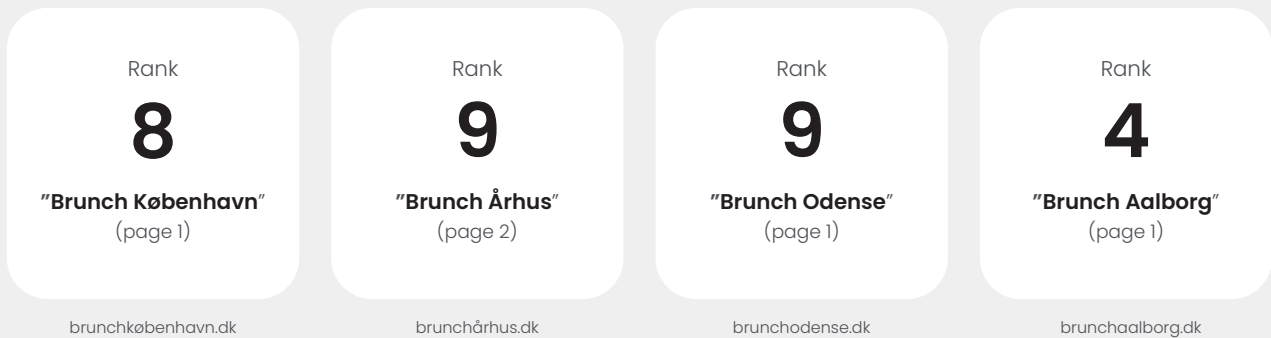 Rank
8
”Brunch København”
(page 1)
brunchkøbenhavn.dk
Rank
9
”Brunch Århus”
(page 2)
brunchårhus.dk
Rank
9
”Brunch Odense”
(page 1)
brunchodense.dk
Rank
4
”Brunch Aalborg”
(page 1)
brunchaalborg.dk